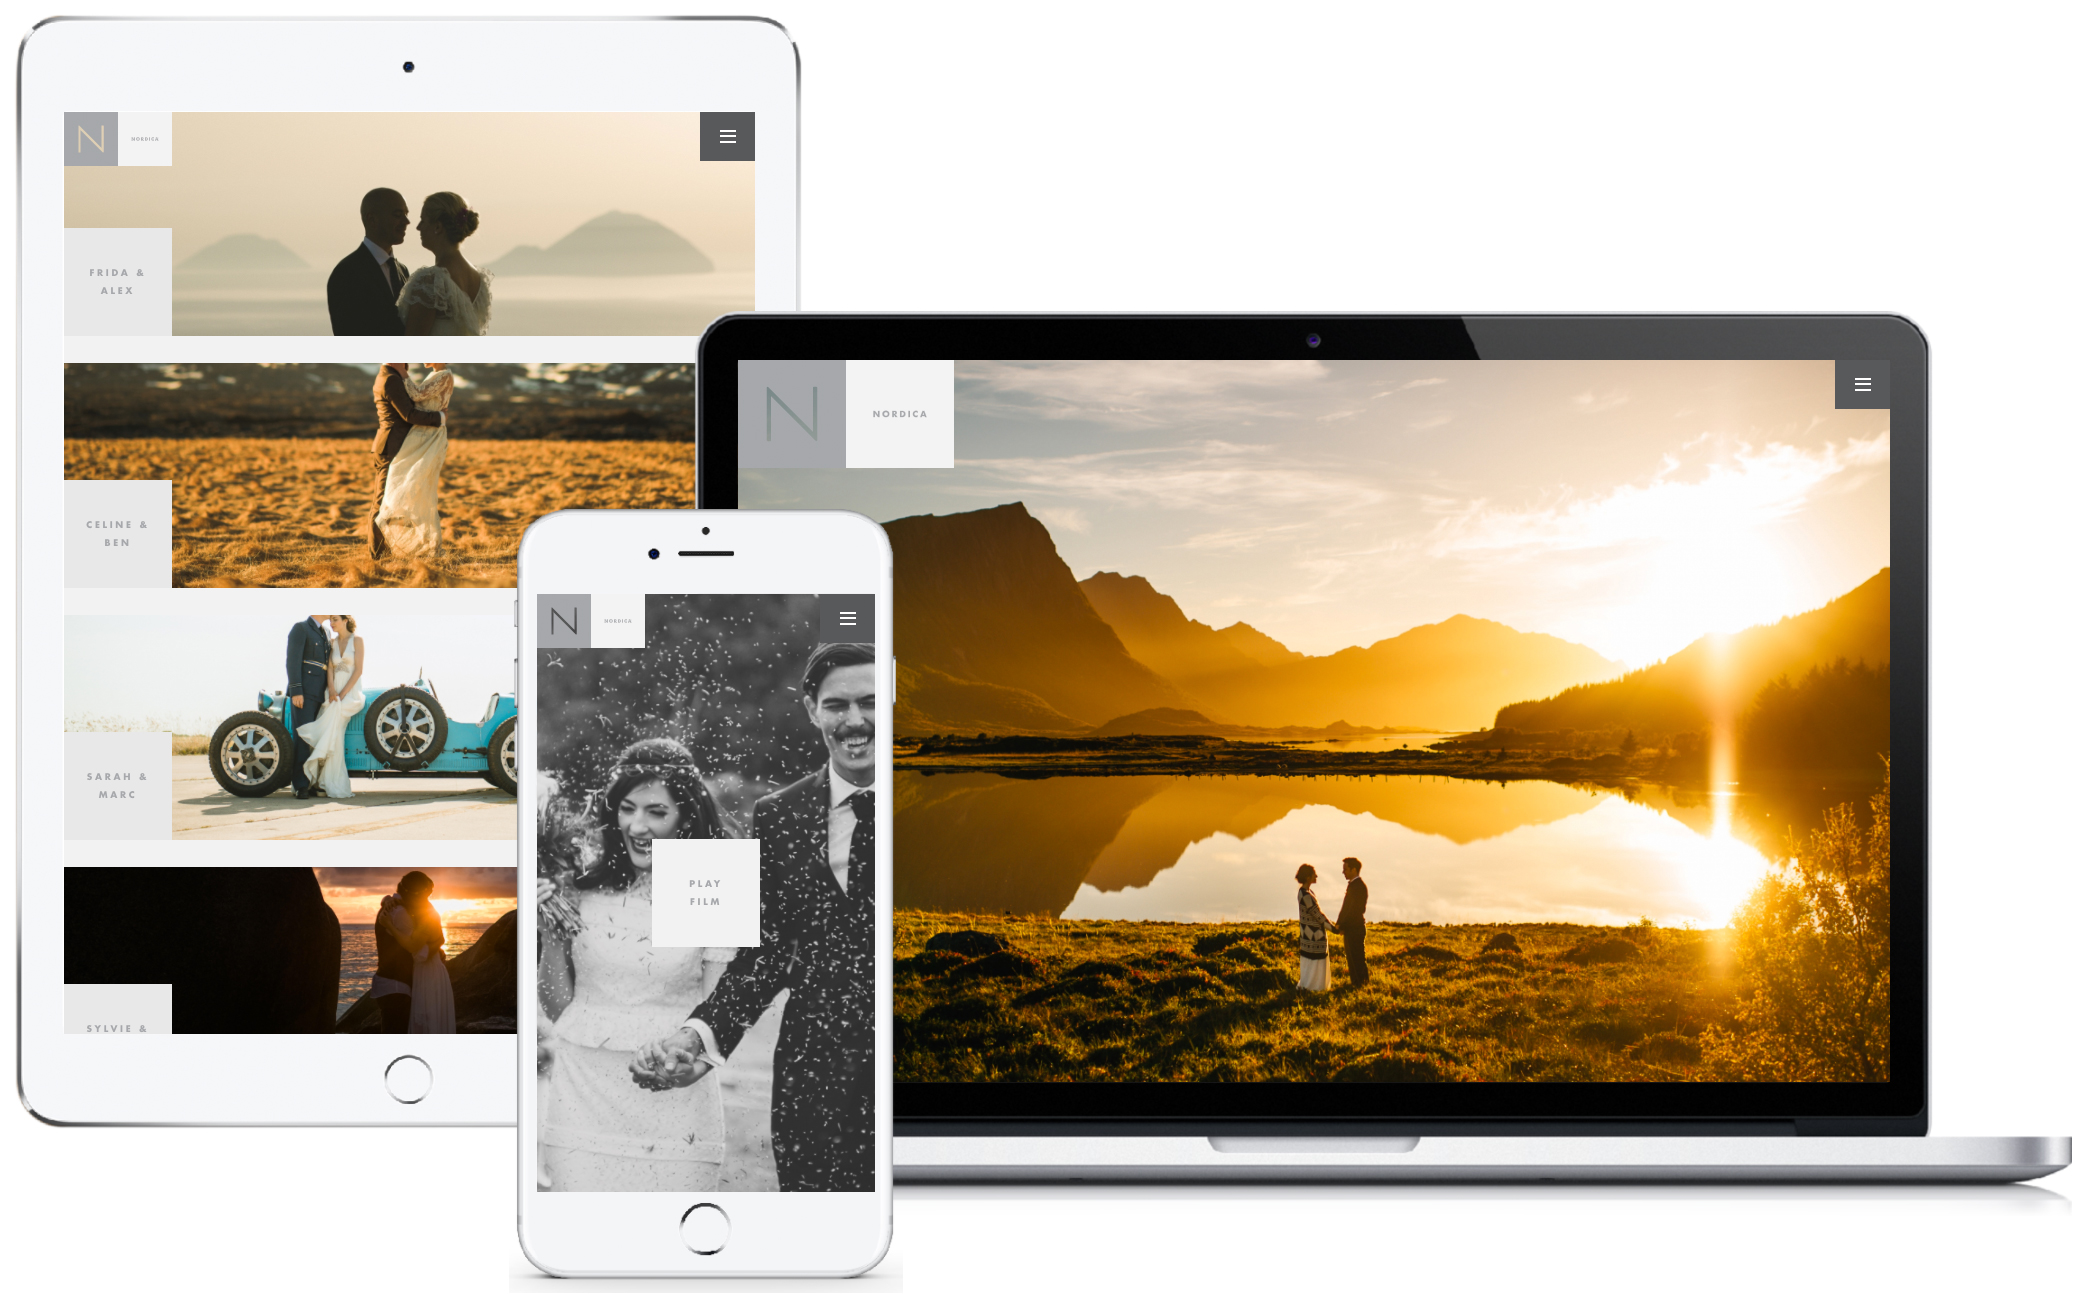 N
NORDICA
FRIDA &
ALEX
CELINE &
BEN
SARAH &
MARC
SYLVIE &
N
NORDICA
PLAY
FILM
N
NORDICA